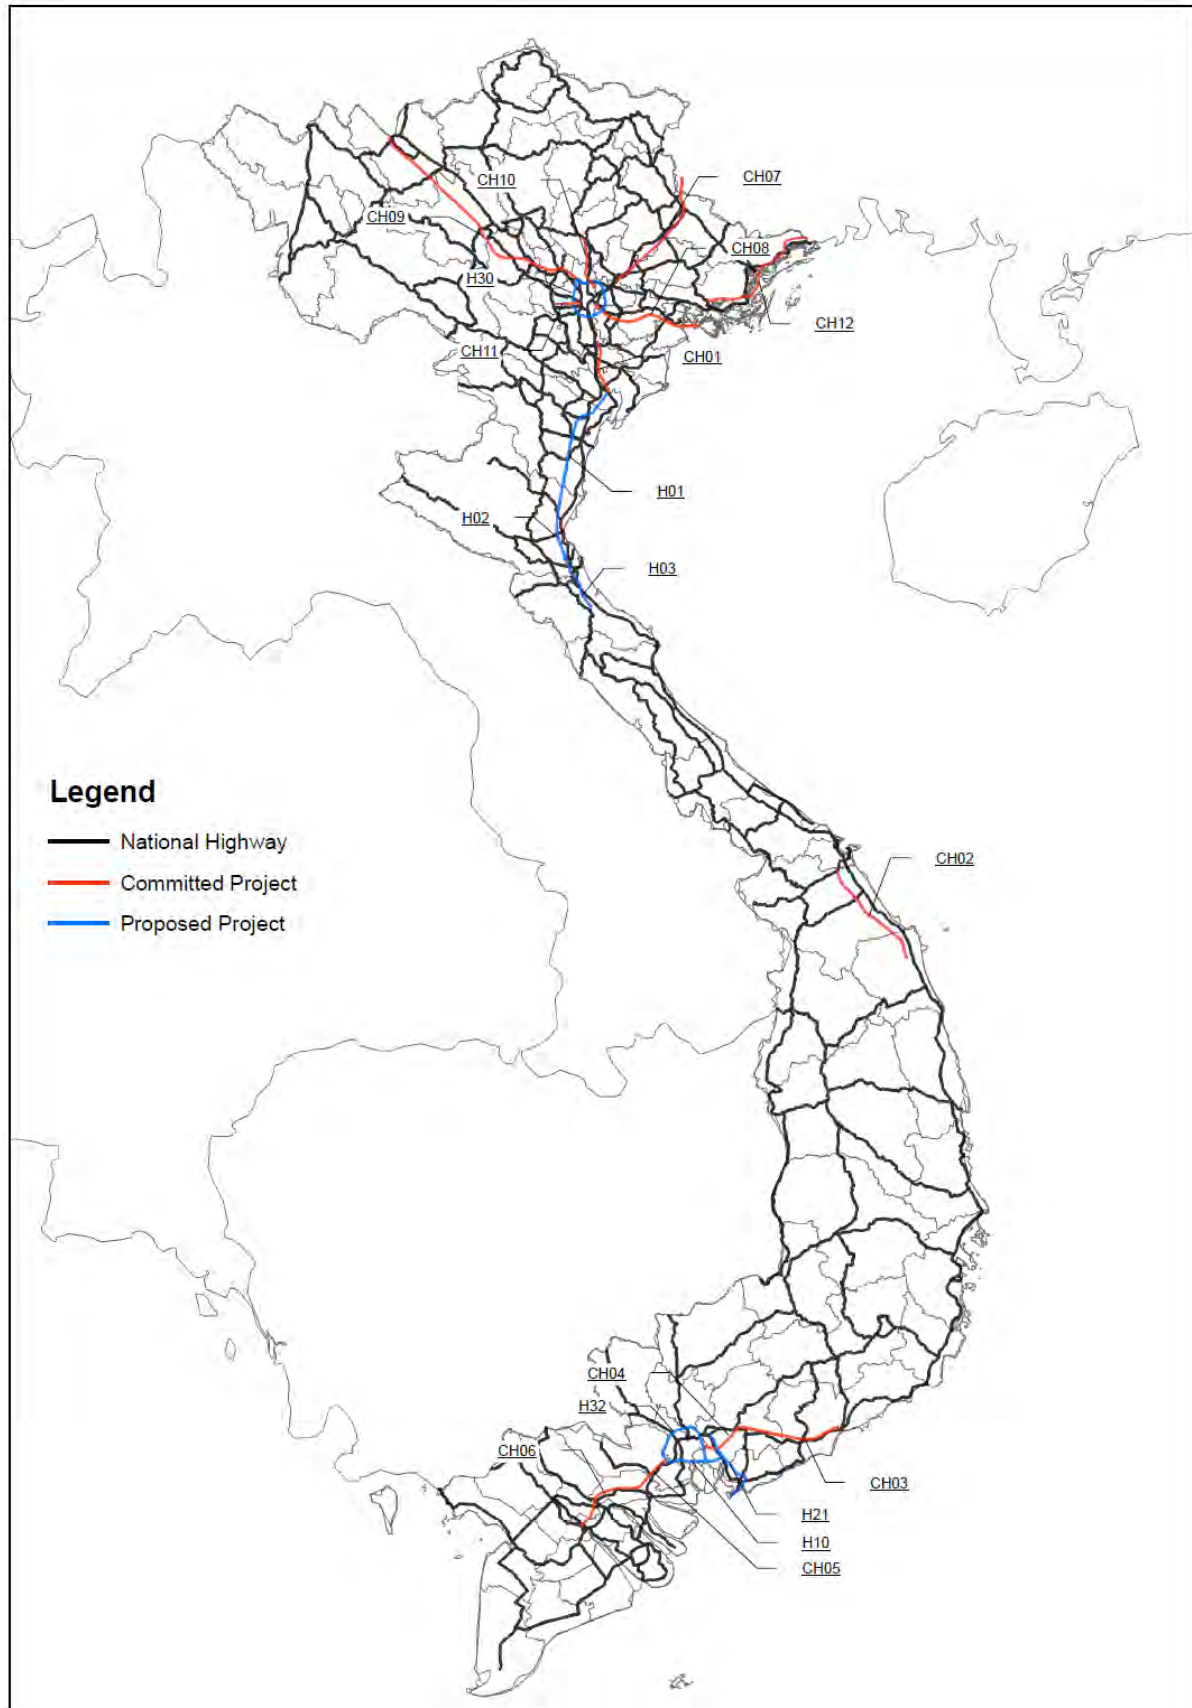 CH10
CH07
CH09
CH08
H30
CH12
CH11
CH01
H01
H02
H03
Legend
National Highway
Committed Project
Proposed Project
CH02
CH04
H32
CH06
CH03
H21
H10
CH05